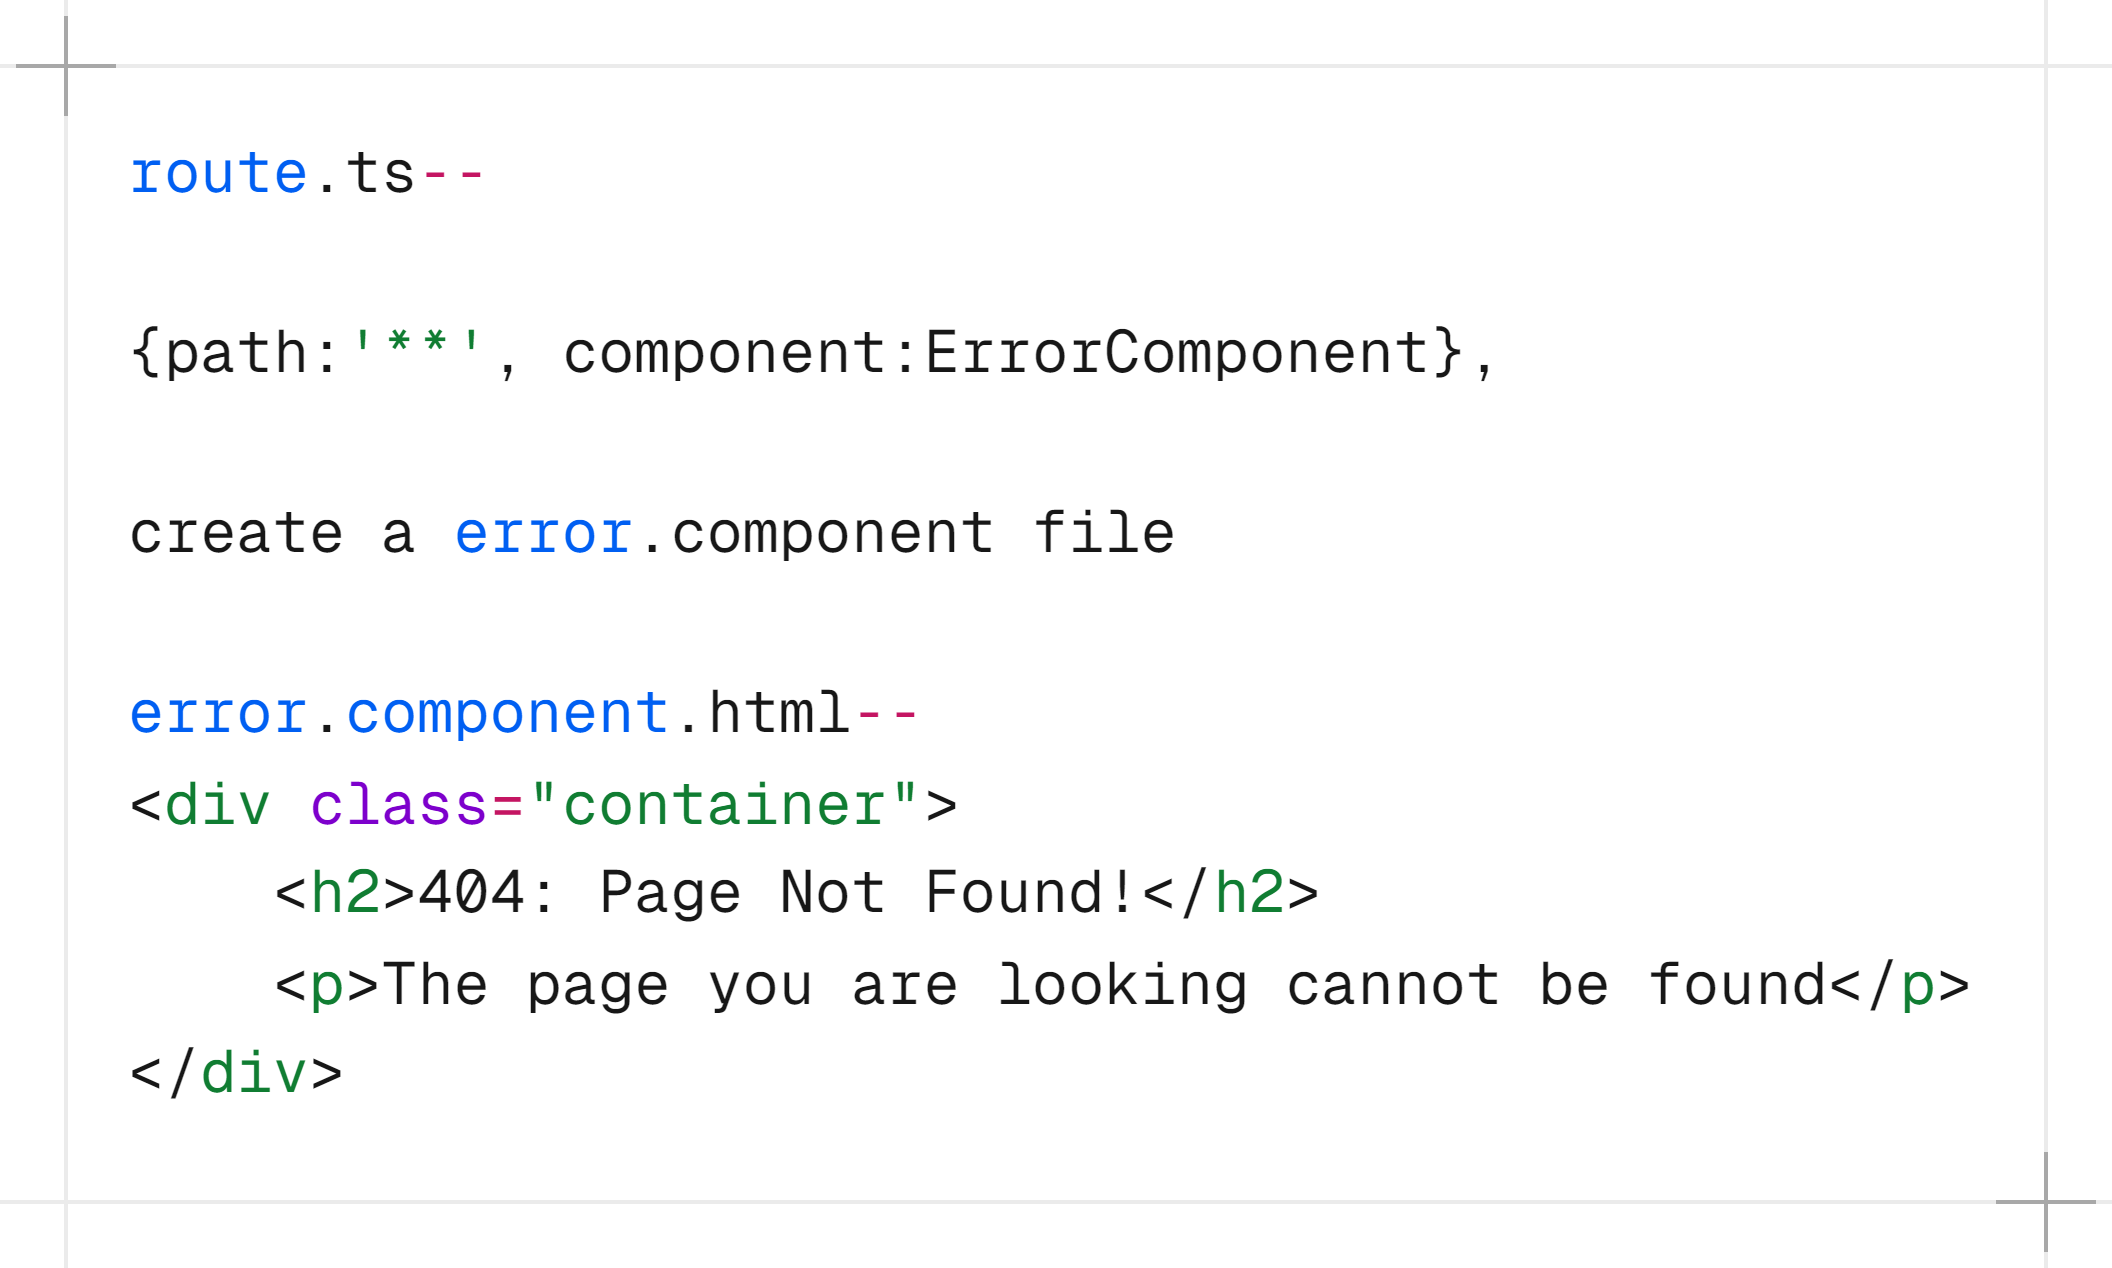 route.ts--
{path:'**', component:ErrorComponent},
create a error.component file
error.component.html--
<div class="container">
    <h2>404: Page Not Found!</h2>
    <p>The page you are looking cannot be found</p>
</div>